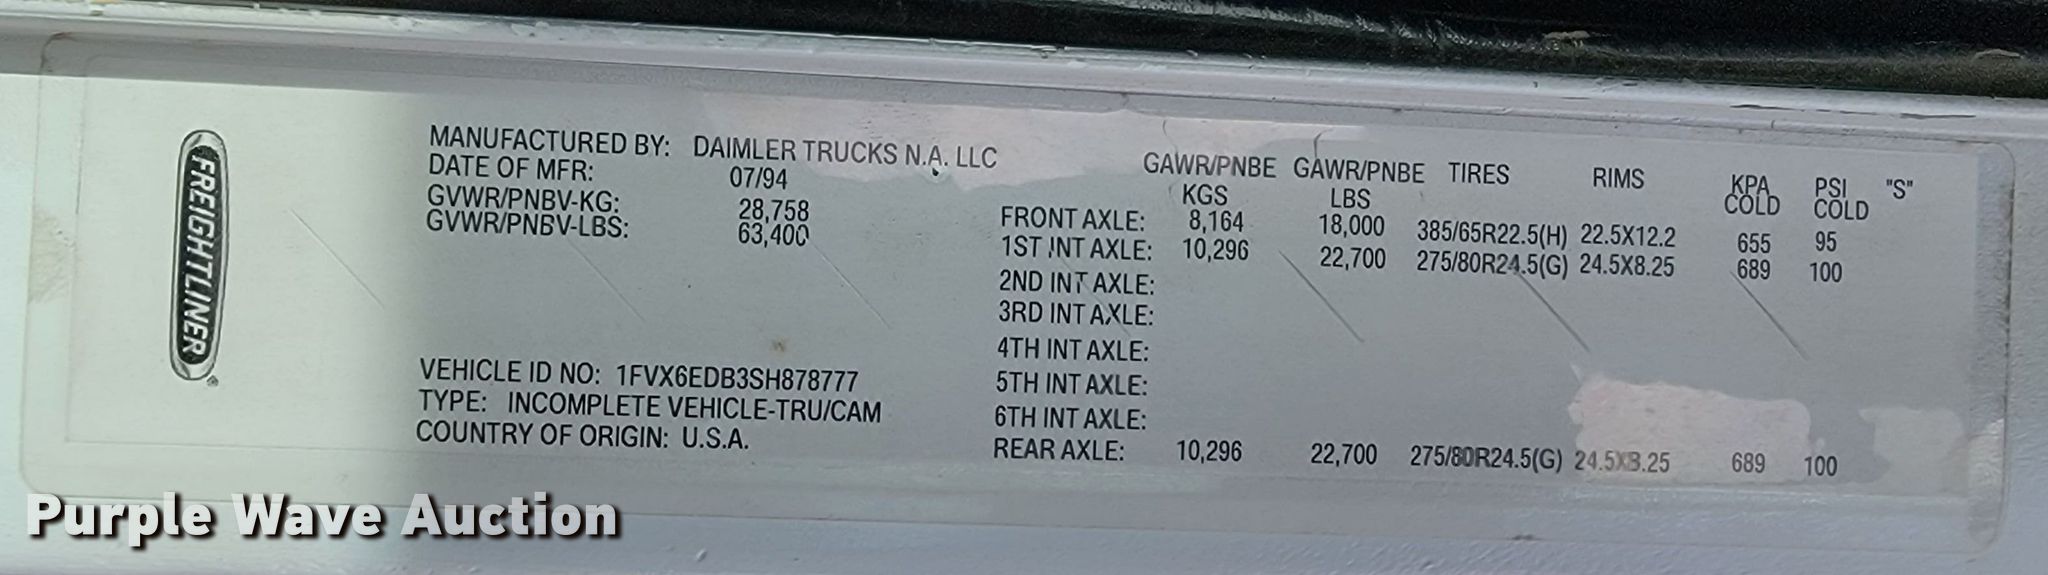 FREIGHTLINER
MANUFACTURED BY: DAIMLER TRUCKS N.A. LLC
DATE OF MFR: 07/94
GVWR/PNBV-KG: 28,758
GVWR/PNBV-LBS: 63,400
VEHICLE ID NO: 1FVX6EDB3SH878777
TYPE: INCOMPLETE VEHICLE-TRU/CAM
COUNTRY OF ORIGIN: U.S.A.
GAWR/PNBE GAWR/PNBE TIRES RIMS KPA PSI "S"
KGS LBS COLD COLD
FRONT AXLE: 8,164 18,000 385/65R22.5(H) 22.5X12.2 655 95
1ST INT AXLE: 10,296 22,700 275/80R24.5(G) 24.5X8.25 689 100
2ND INT AXLE:
3RD INT AXLE:
4TH INT AXLE:
5TH INT AXLE:
6TH INT AXLE:
REAR AXLE: 10,296 22,700 275/80R24.5(G) 24.5X8.25 689 100
Purple Wave Auction